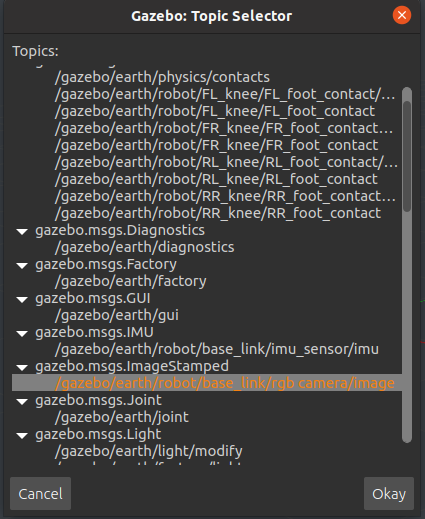 Gazebo: Topic Selector
Topics:
/gazebo/earth/physics/contacts
/gazebo/earth/robot/FL_knee/FL_foot_contact/...
/gazebo/earth/robot/FL_knee/FL_foot_contact
/gazebo/earth/robot/FR_knee/FR_foot_contact...
/gazebo/earth/robot/FR_knee/FR_foot_contact
/gazebo/earth/robot/RL_knee/RL_foot_contact/...
/gazebo/earth/robot/RL_knee/RL_foot_contact
/gazebo/earth/robot/RR_knee/RR_foot_contact...
/gazebo/earth/robot/RR_knee/RR_foot_contact
gazebo.msgs.Diagnostics
/gazebo/earth/diagnostics
gazebo.msgs.Factory
/gazebo/earth/factory
gazebo.msgs.GUI
/gazebo/earth/gui
gazebo.msgs.IMU
/gazebo/earth/robot/base_link/imu_sensor/imu
gazebo.msgs.ImageStamped
/gazebo/earth/robot/base_link/rgb camera/image
gazebo.msgs.Joint
/gazebo/earth/joint
gazebo.msgs.Light
/gazebo/earth/light/modify
Cancel
Okay